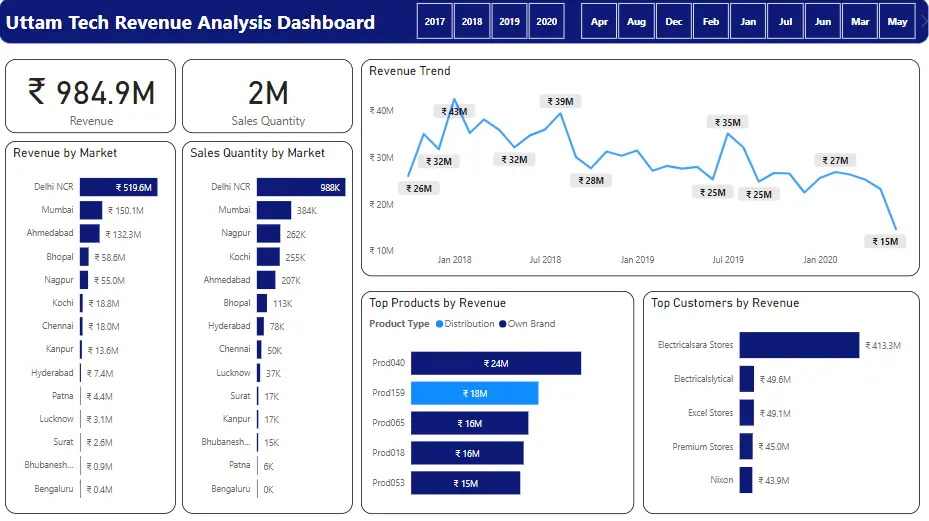 Uttam Tech Revenue Analysis Dashboard
2017 2018 2019 2020
Apr Aug Dec Feb Jan Jul Jun Mar May
₹ 984.9M
Revenue
2M
Sales Quantity
Revenue by Market
Delhi NCR ₹ 519.6M
Mumbai ₹ 150.1M
Ahmedabad ₹ 132.3M
Bhopal ₹ 58.6M
Nagpur ₹ 55.0M
Kochi ₹ 18.8M
Chennai ₹ 18.0M
Kanpur ₹ 13.6M
Hyderabad ₹ 7.4M
Patna ₹ 4.4M
Lucknow ₹ 3.1M
Surat ₹ 2.6M
Bhubanesh... ₹ 0.9M
Bengaluru ₹ 0.4M
Sales Quantity by Market
Delhi NCR 988K
Mumbai 384K
Nagpur 262K
Kochi 255K
Ahmedabad 207K
Bhopal 113K
Hyderabad 78K
Chennai 50K
Lucknow 37K
Surat 17K
Kanpur 17K
Bhubanesh... 15K
Patna 6K
Bengaluru 0K
Revenue Trend
₹ 40M
₹ 30M
₹ 20M
₹ 10M
₹ 26M
₹ 32M
₹ 43M
₹ 32M
₹ 39M
₹ 28M
₹ 25M
₹ 35M
₹ 25M
₹ 27M
₹ 15M
Jan 2018 Jul 2018 Jan 2019 Jul 2019 Jan 2020
Top Products by Revenue
Product Type Distribution Own Brand
Prod040 ₹ 24M
Prod159 ₹ 18M
Prod065 ₹ 16M
Prod018 ₹ 16M
Prod053 ₹ 15M
Top Customers by Revenue
Electricalsara Stores ₹ 413.3M
Electricalslytical ₹ 49.6M
Excel Stores ₹ 49.1M
Premium Stores ₹ 45.0M
Nixon ₹ 43.9M